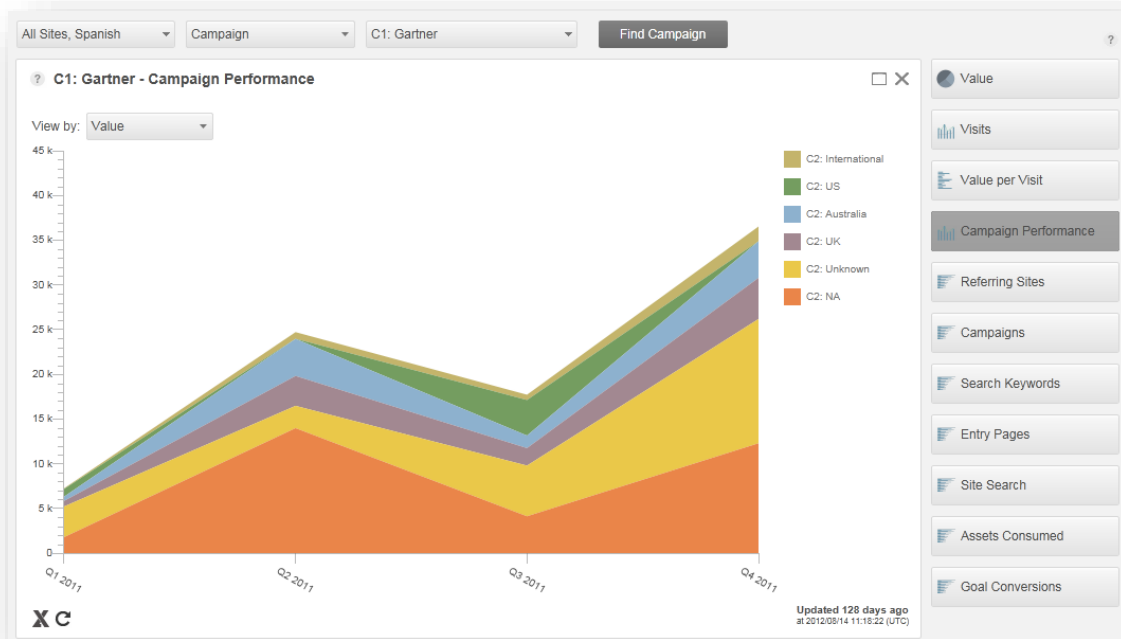 All Sites, Spanish
Campaign
C1: Gartner
Find Campaign
?
? C1: Gartner - Campaign Performance
View by: Value
45 k
40 k
35 k
30 k
25 k
20 k
15 k
10 k
5 k
0
Q1 2011
Q2 2011
Q3 2011
Q4 2011
C2: International
C2: US
C2: Australia
C2: UK
C2: Unknown
C2: NA
Updated 128 days ago
at 2012/08/14 11:18:22 (UTC)
Value
Visits
Value per Visit
Campaign Performance
Referring Sites
Campaigns
Search Keywords
Entry Pages
Site Search
Assets Consumed
Goal Conversions